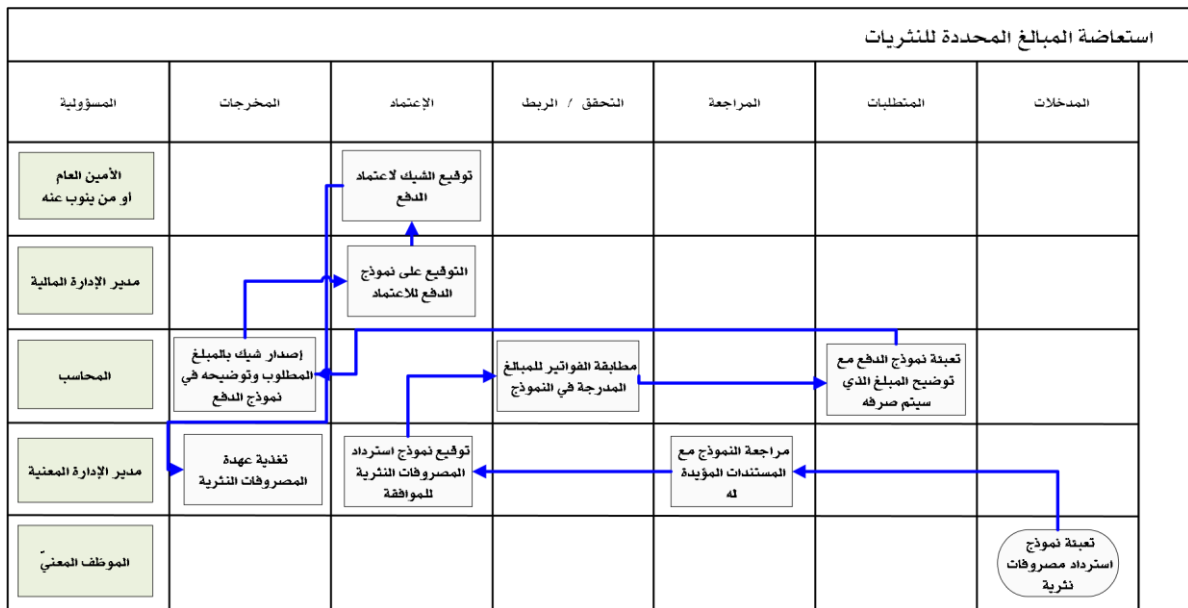 استعاضة المبالغ المحددة للنثريات
المدخلات
المتطلبات
المراجعة
التحقق / الربط
الإعتماد
المخرجات
المسؤولية
توقيع الشيك لاعتماد
الدفع
الأمين العام
او من ينوب عنه
التوقيع على نموذج
الدفع للاعتماد
مدير الإدارة المالية
تعبئة نموذج الدفع مع
توضيح المبلغ الذي
سيتم صرفه
مطابقة الفواتير للمبالغ
المدرجة في النموذج
إصدار شيك بالمبلغ
المطلوب وتوضيحه في
نموذج الدفع
المحاسب
مراجعة النموذج مع
المستندات المؤيدة
له
توقيع نموذج استرداد
المصروفات النثرية
للموافقة
تغذية عهدة
المصروفات النثرية
مدير الإدارة المعنية
تعبئة نموذج
استرداد مصروفات
نثرية
الموظف المعنيّ